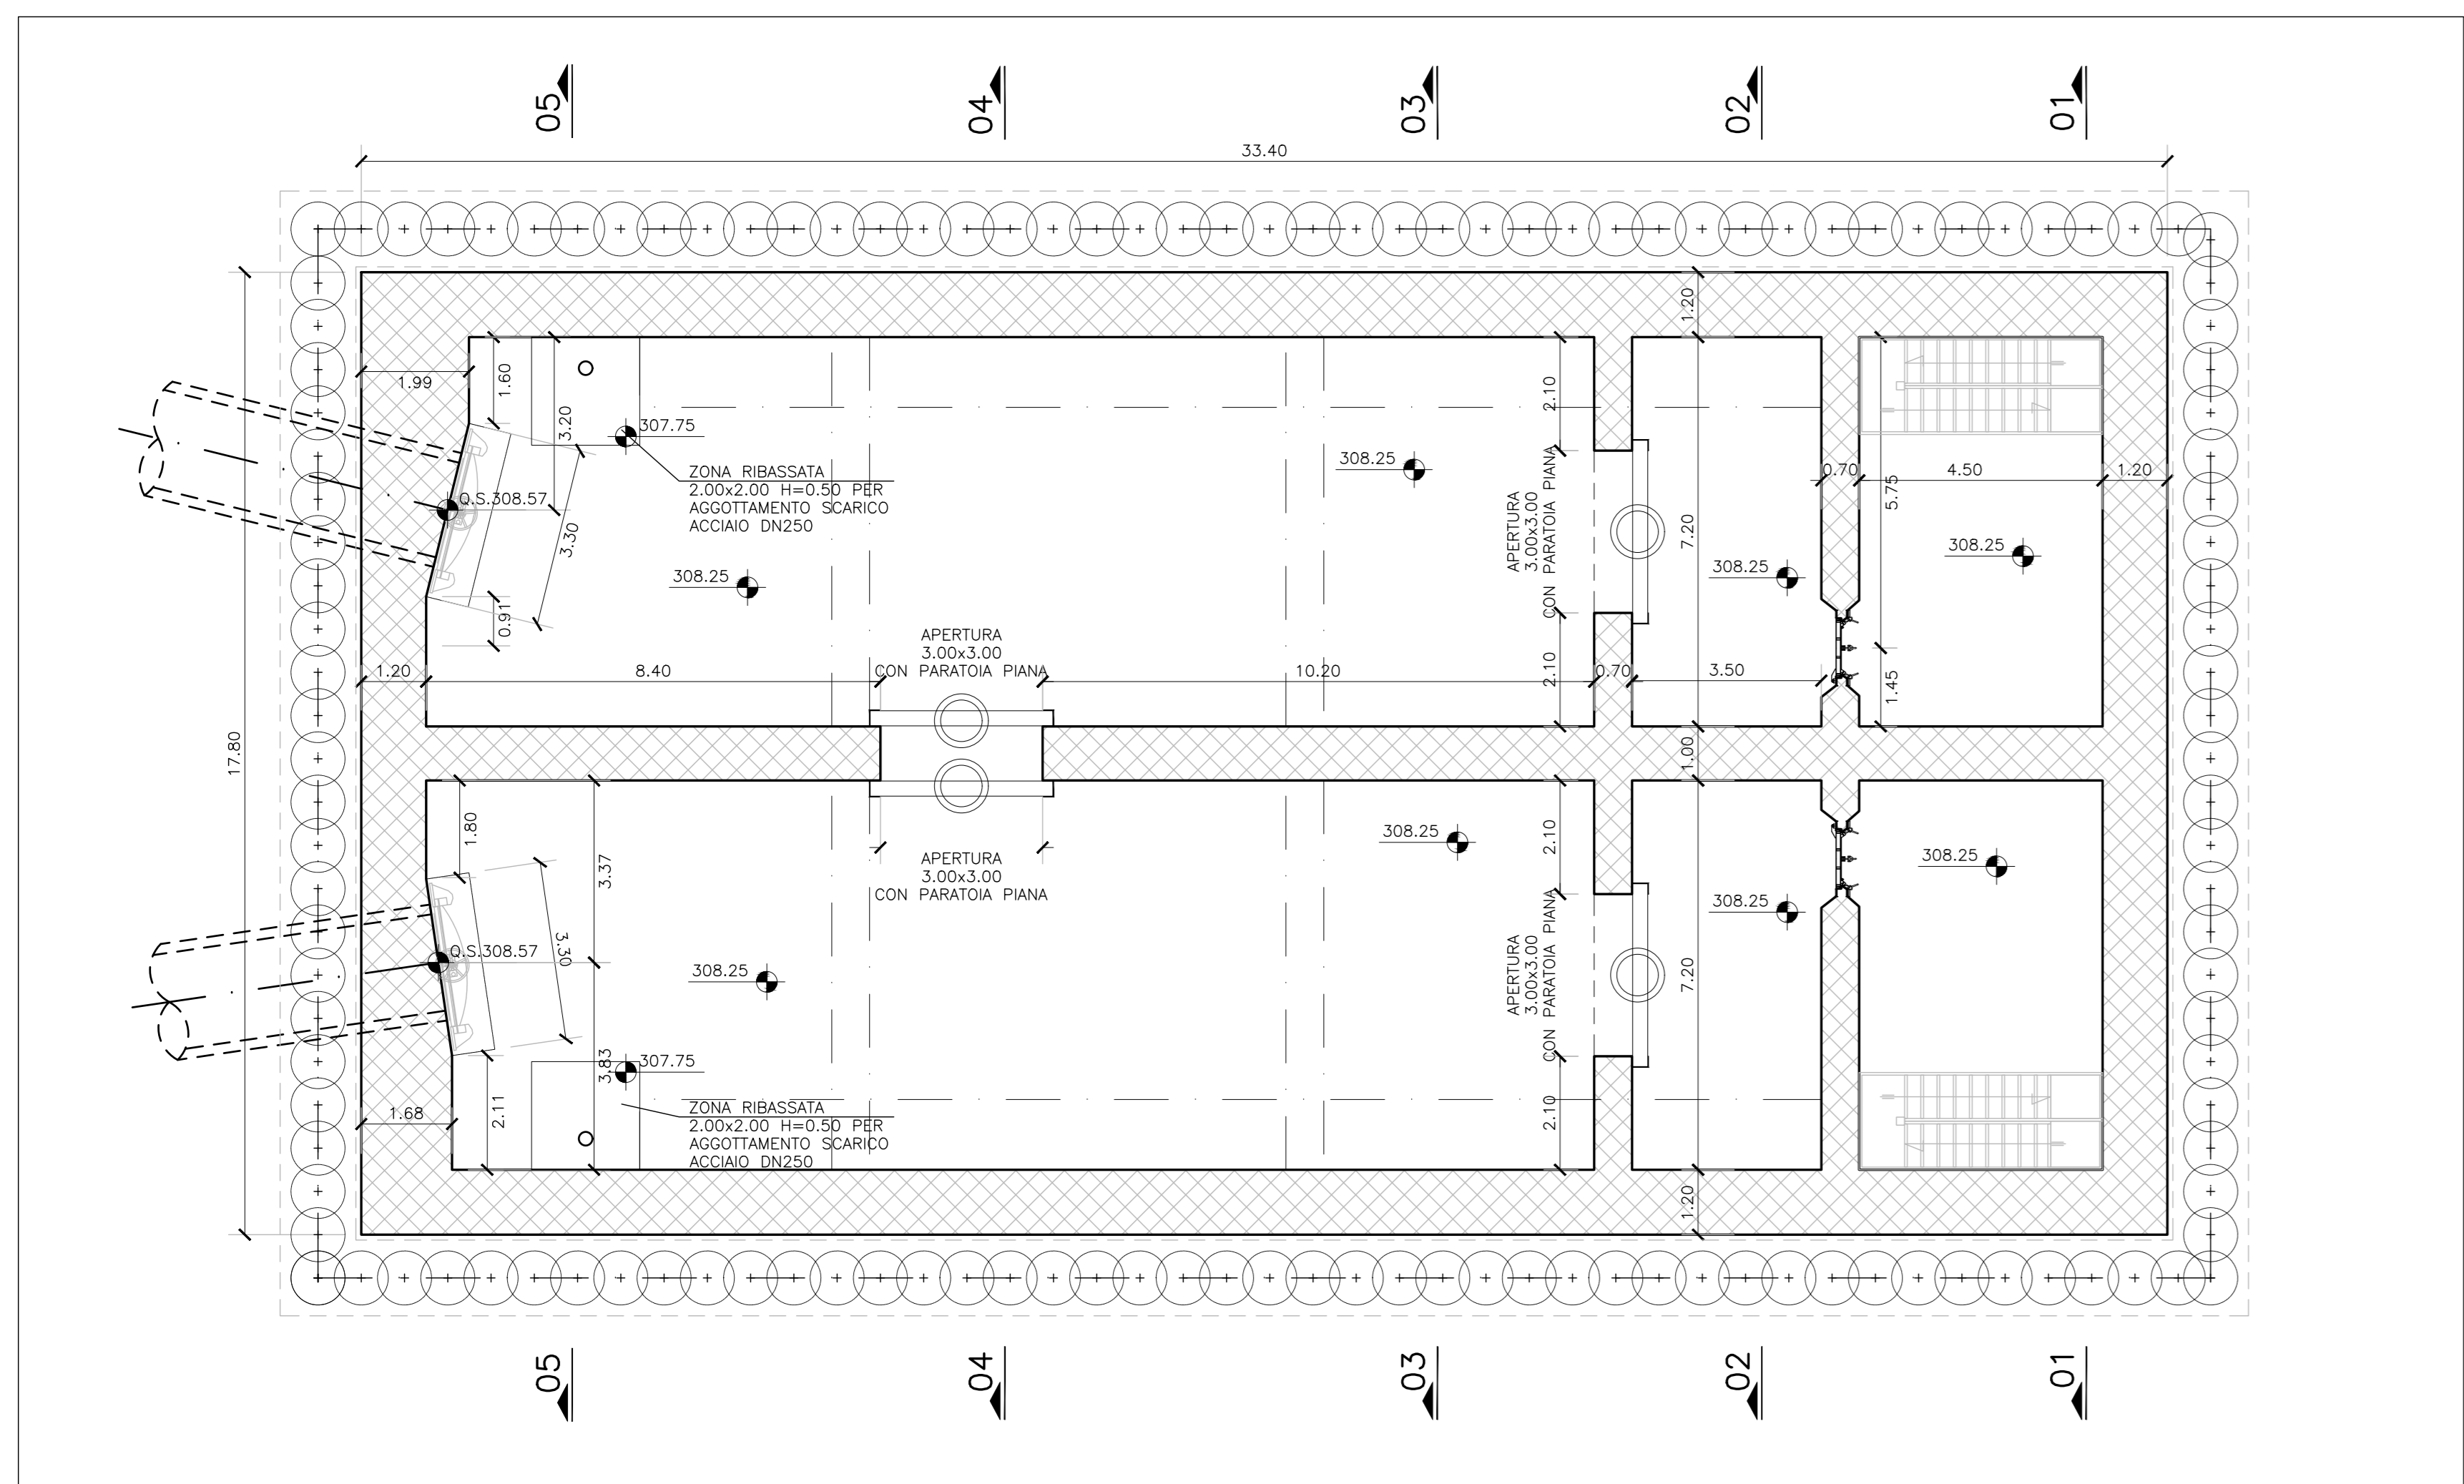 05
04
03
02
01
33.40
1.20
1.99
1.60
3.20
307.75
2.10
ZONA RIBASSATA
2.00x2.00 H=0.50 PER
AGGOTTAMENTO SCARICO
ACCIAIO DN250
308.25
0.70
4.50
1.20
5.75
Q.S.308.57
3.30
APERTURA
3.00x3.00
CON PARATOIA PIANA
7.20
308.25
308.25
308.25
0.91
APERTURA
3.00x3.00
CON PARATOIA PIANA
1.20
8.40
10.20
2.10
0.70
3.50
1.45
17.80
1.00
1.80
3.37
308.25
2.10
APERTURA
3.00x3.00
CON PARATOIA PIANA
308.25
308.25
Q.S.308.57
3.30
308.25
APERTURA
3.00x3.00
CON PARATOIA PIANA
7.20
3.83
307.75
1.68
2.11
ZONA RIBASSATA
2.00x2.00 H=0.50 PER
AGGOTTAMENTO SCARICO
ACCIAIO DN250
2.10
1.20
05
04
03
02
01